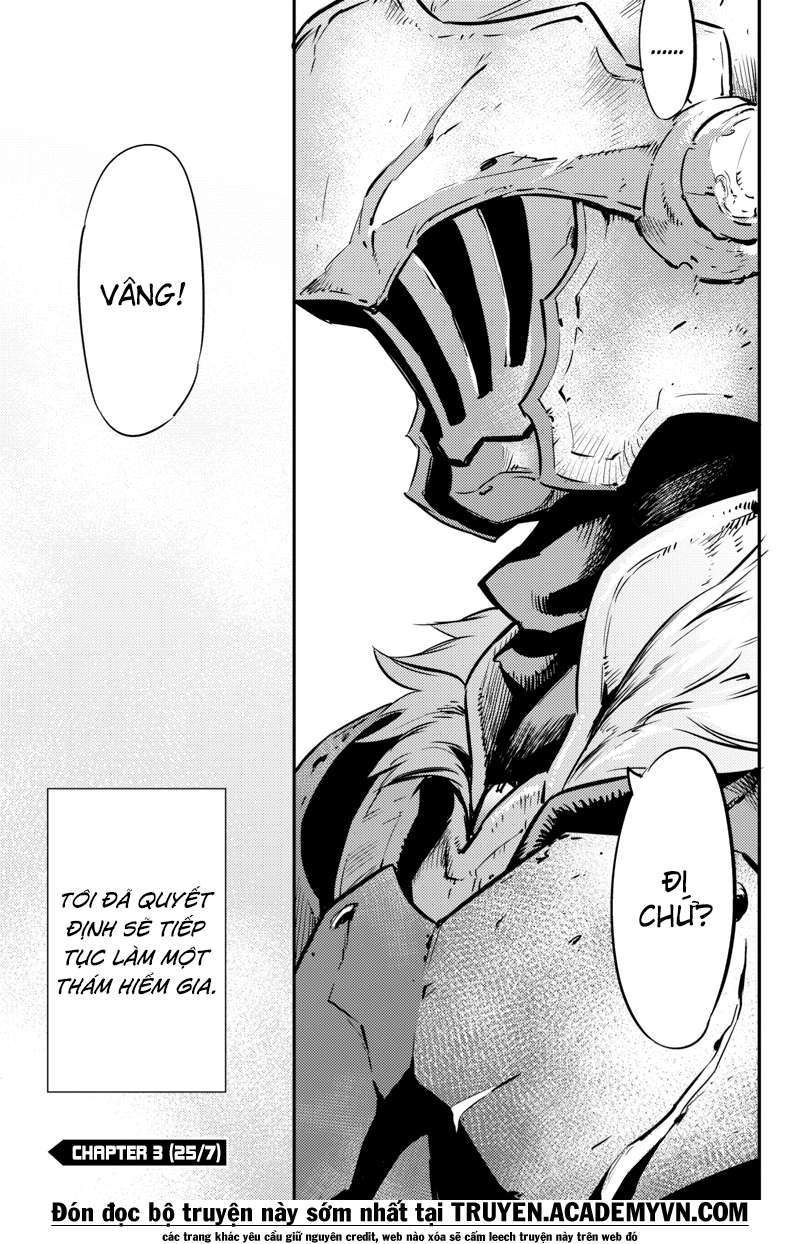 ......
ĐỊ
CHỨ?
VÂNG!
TÔI ĐÃ QUYẾT
ĐỊNH SẼ TIẾP
TỤC LÀM MỘT
THÁM HIỂM GIA.
CHAPTER 3 (25/7)
Đón đọc bộ truyện này sớm nhất tại TRUYEN.ACADEMYVN.COM
các trang khác yêu cầu giữ nguyên credit, web nào xóa sẽ cấm leech truyện này trên web đó